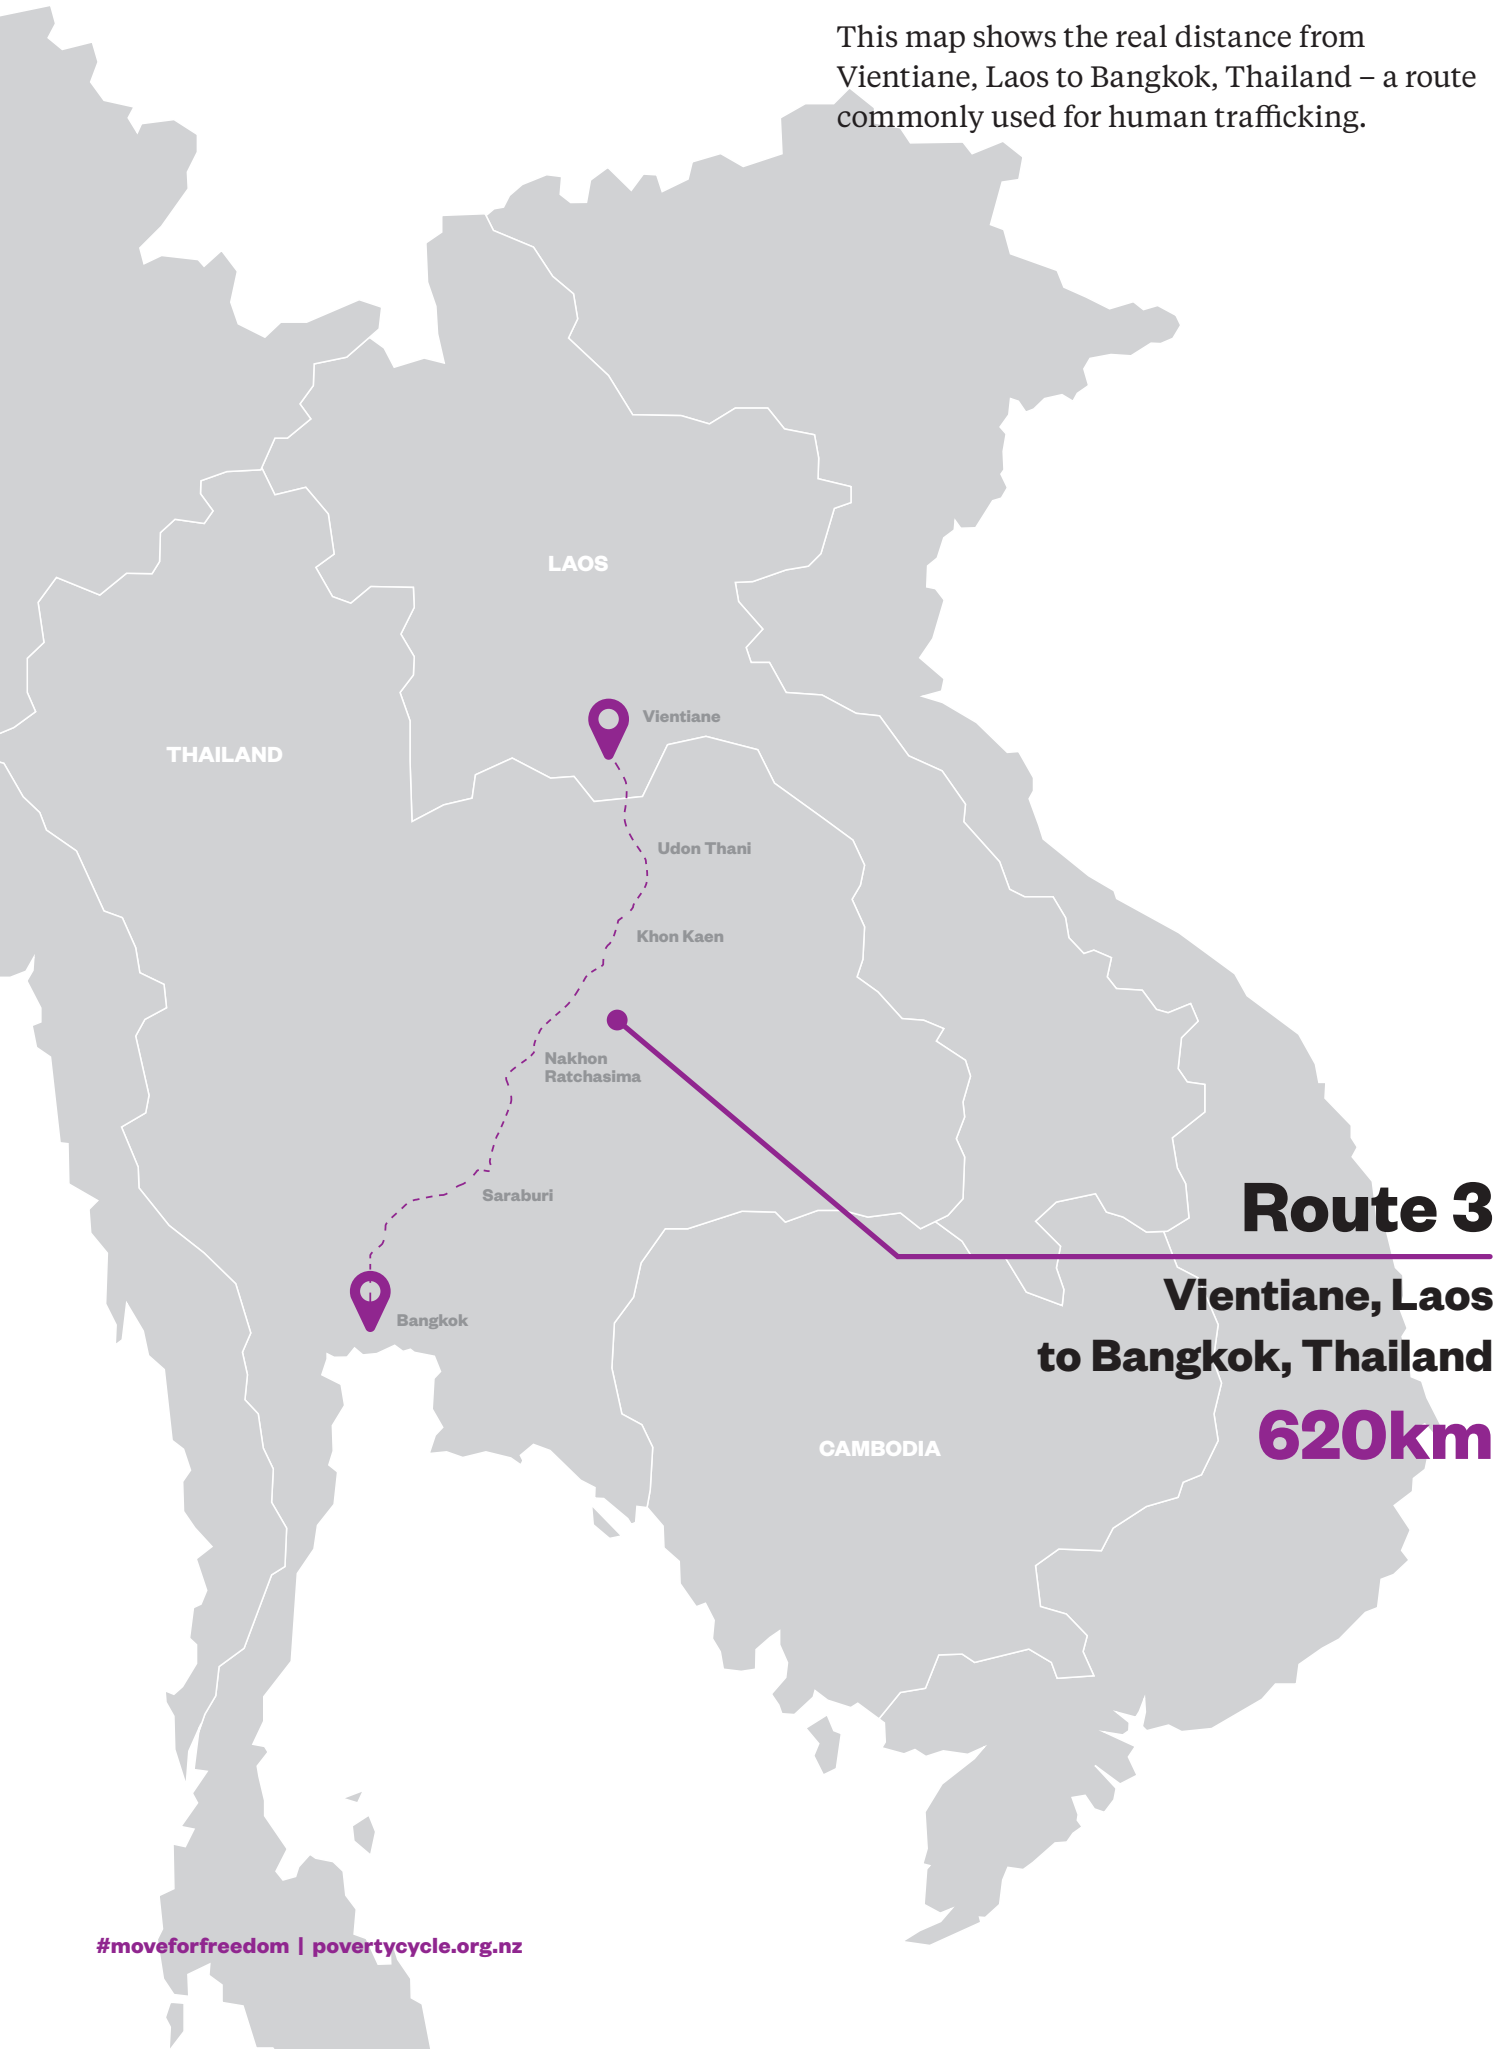 This map shows the real distance from
Vientiane, Laos to Bangkok, Thailand – a route
commonly used for human trafficking.
LAOS
Vientiane
THAILAND
Udon Thani
Khon Kaen
Nakhon
Ratchasima
Saraburi
Route 3
Vientiane, Laos
to Bangkok, Thailand
620km
Bangkok
CAMBODIA
#moveforfreedom | povertycycle.org.nz